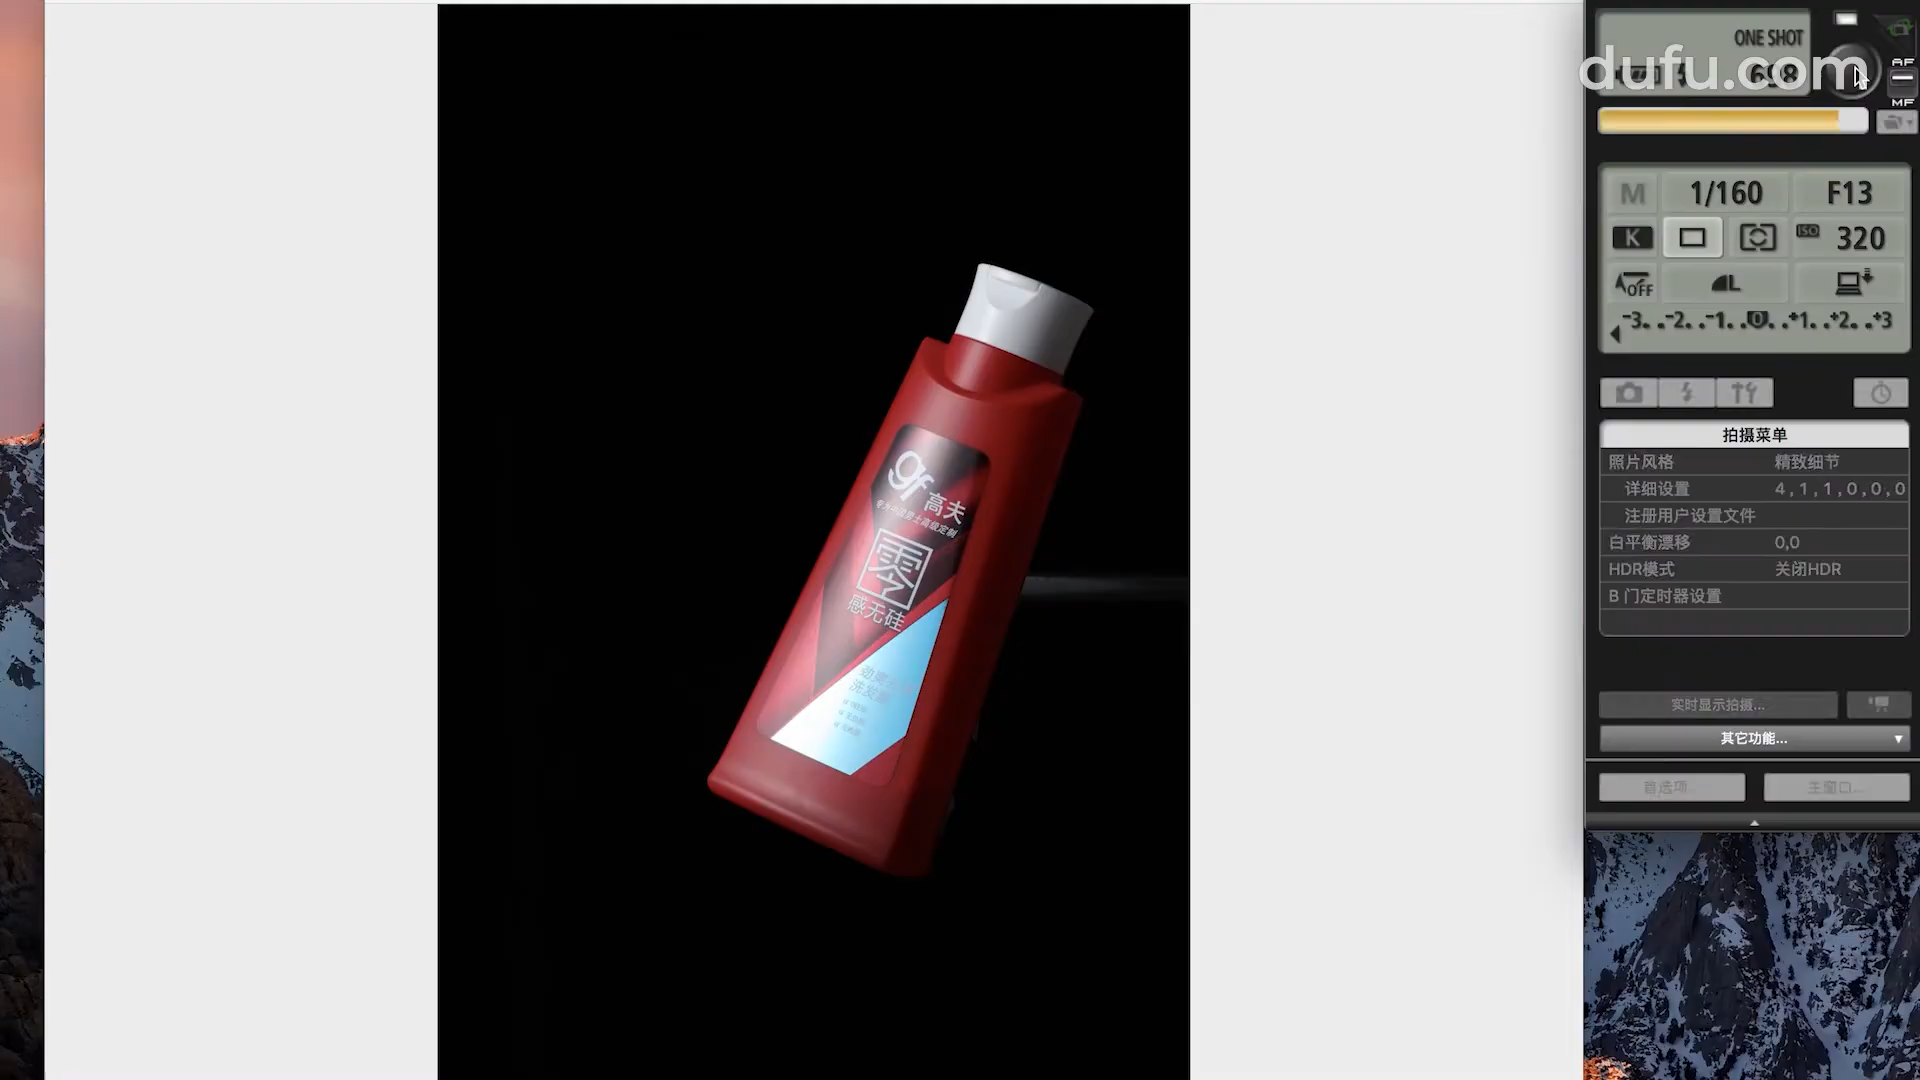 ONE SHOT
dufu.com
698
AF
MF
M 1/160 F13
K ISO 320
OFF L
-3..-2..-1..0..+1..+2..+3
拍摄菜单
照片风格 精致细节
详细设置 4,1,1,0,0,0
注册用户设置文件
白平衡漂移 0,0
HDR模式 关闭HDR
B 门定时器设置
实时显示拍摄...
其它功能...
首选项...
主窗口...
gf 高夫
零
感无硅
洗发